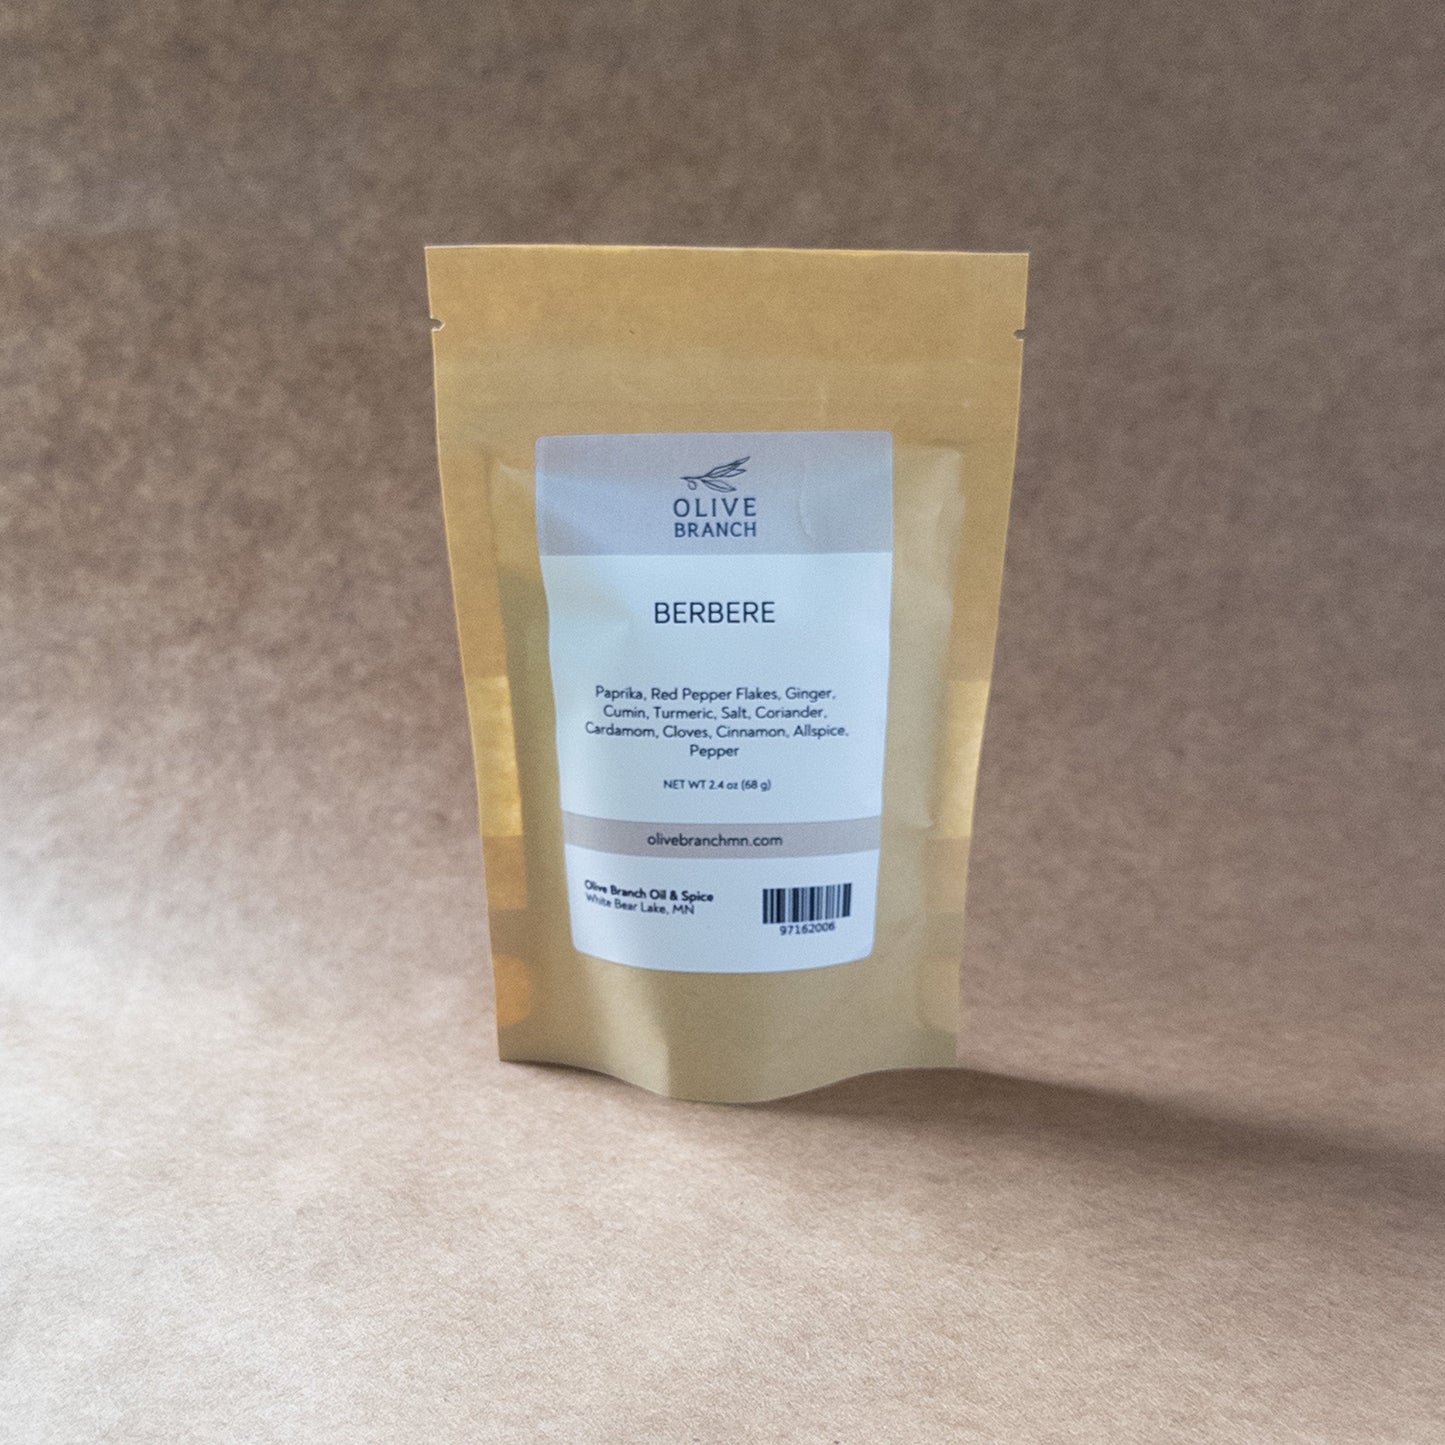 OLIVE
BRANCH
BERBERE
Paprika, Red Pepper Flakes, Ginger,
Cumin, Turmeric, Salt, Coriander,
Cardamom, Cloves, Cinnamon, Allspice,
Pepper
NET WT 2.4 oz (68 g)
olivebranchmn.com
Olive Branch Oil & Spice
White Bear Lake, MN
97162006